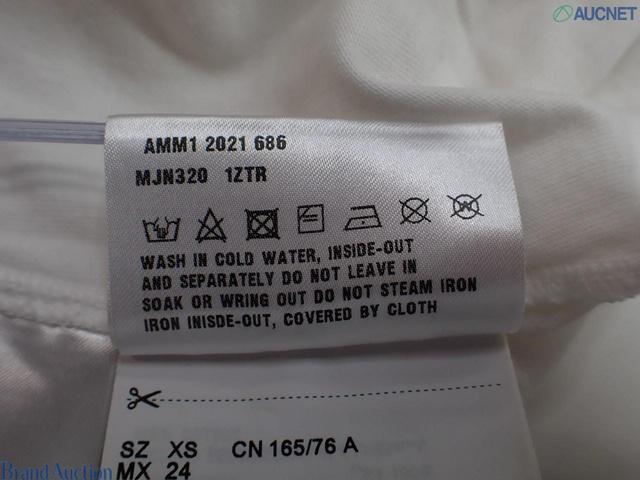 AUCNET
AMM1 2021 686
MJN320 1ZTR
WASH IN COLD WATER, INSIDE-OUT
AND SEPARATELY DO NOT LEAVE IN
SOAK OR WRING OUT DO NOT STEAM IRON
IRON INISDE-OUT, COVERED BY CLOTH
SZ XS CN 165/76 A
MX 24
Brand Auction